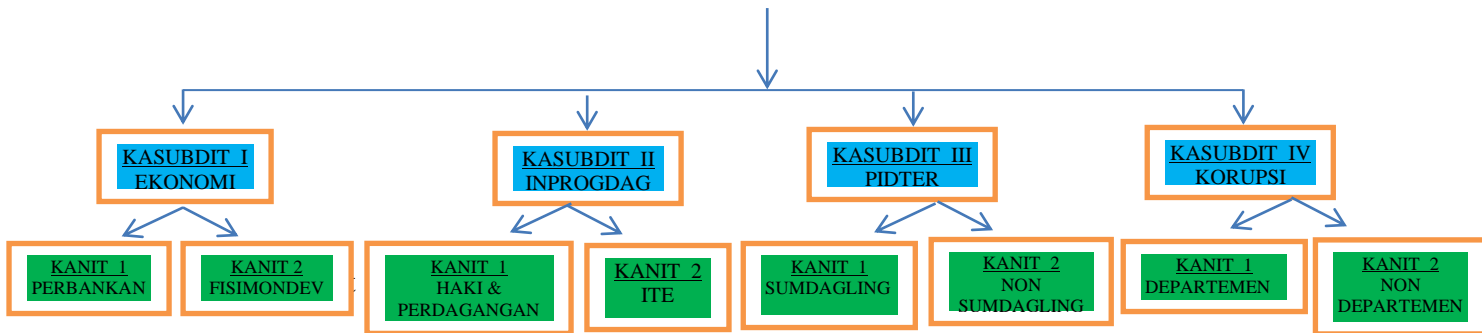 KASUBDIT I
EKONOMI
KASUBDIT II
INPROGDAG
KASUBDIT III
PIDTER
KASUBDIT IV
KORUPSI
KANIT 1
PERBANKAN
KANIT 2
FISIMONDEV
KANIT 1
HAKI &
PERDAGANGAN
KANIT 2
ITE
KANIT 1
SUMDAGLING
KANIT 2
NON
SUMDAGLING
KANIT 1
DEPARTEMEN
KANIT 2
NON
DEPARTEMEN